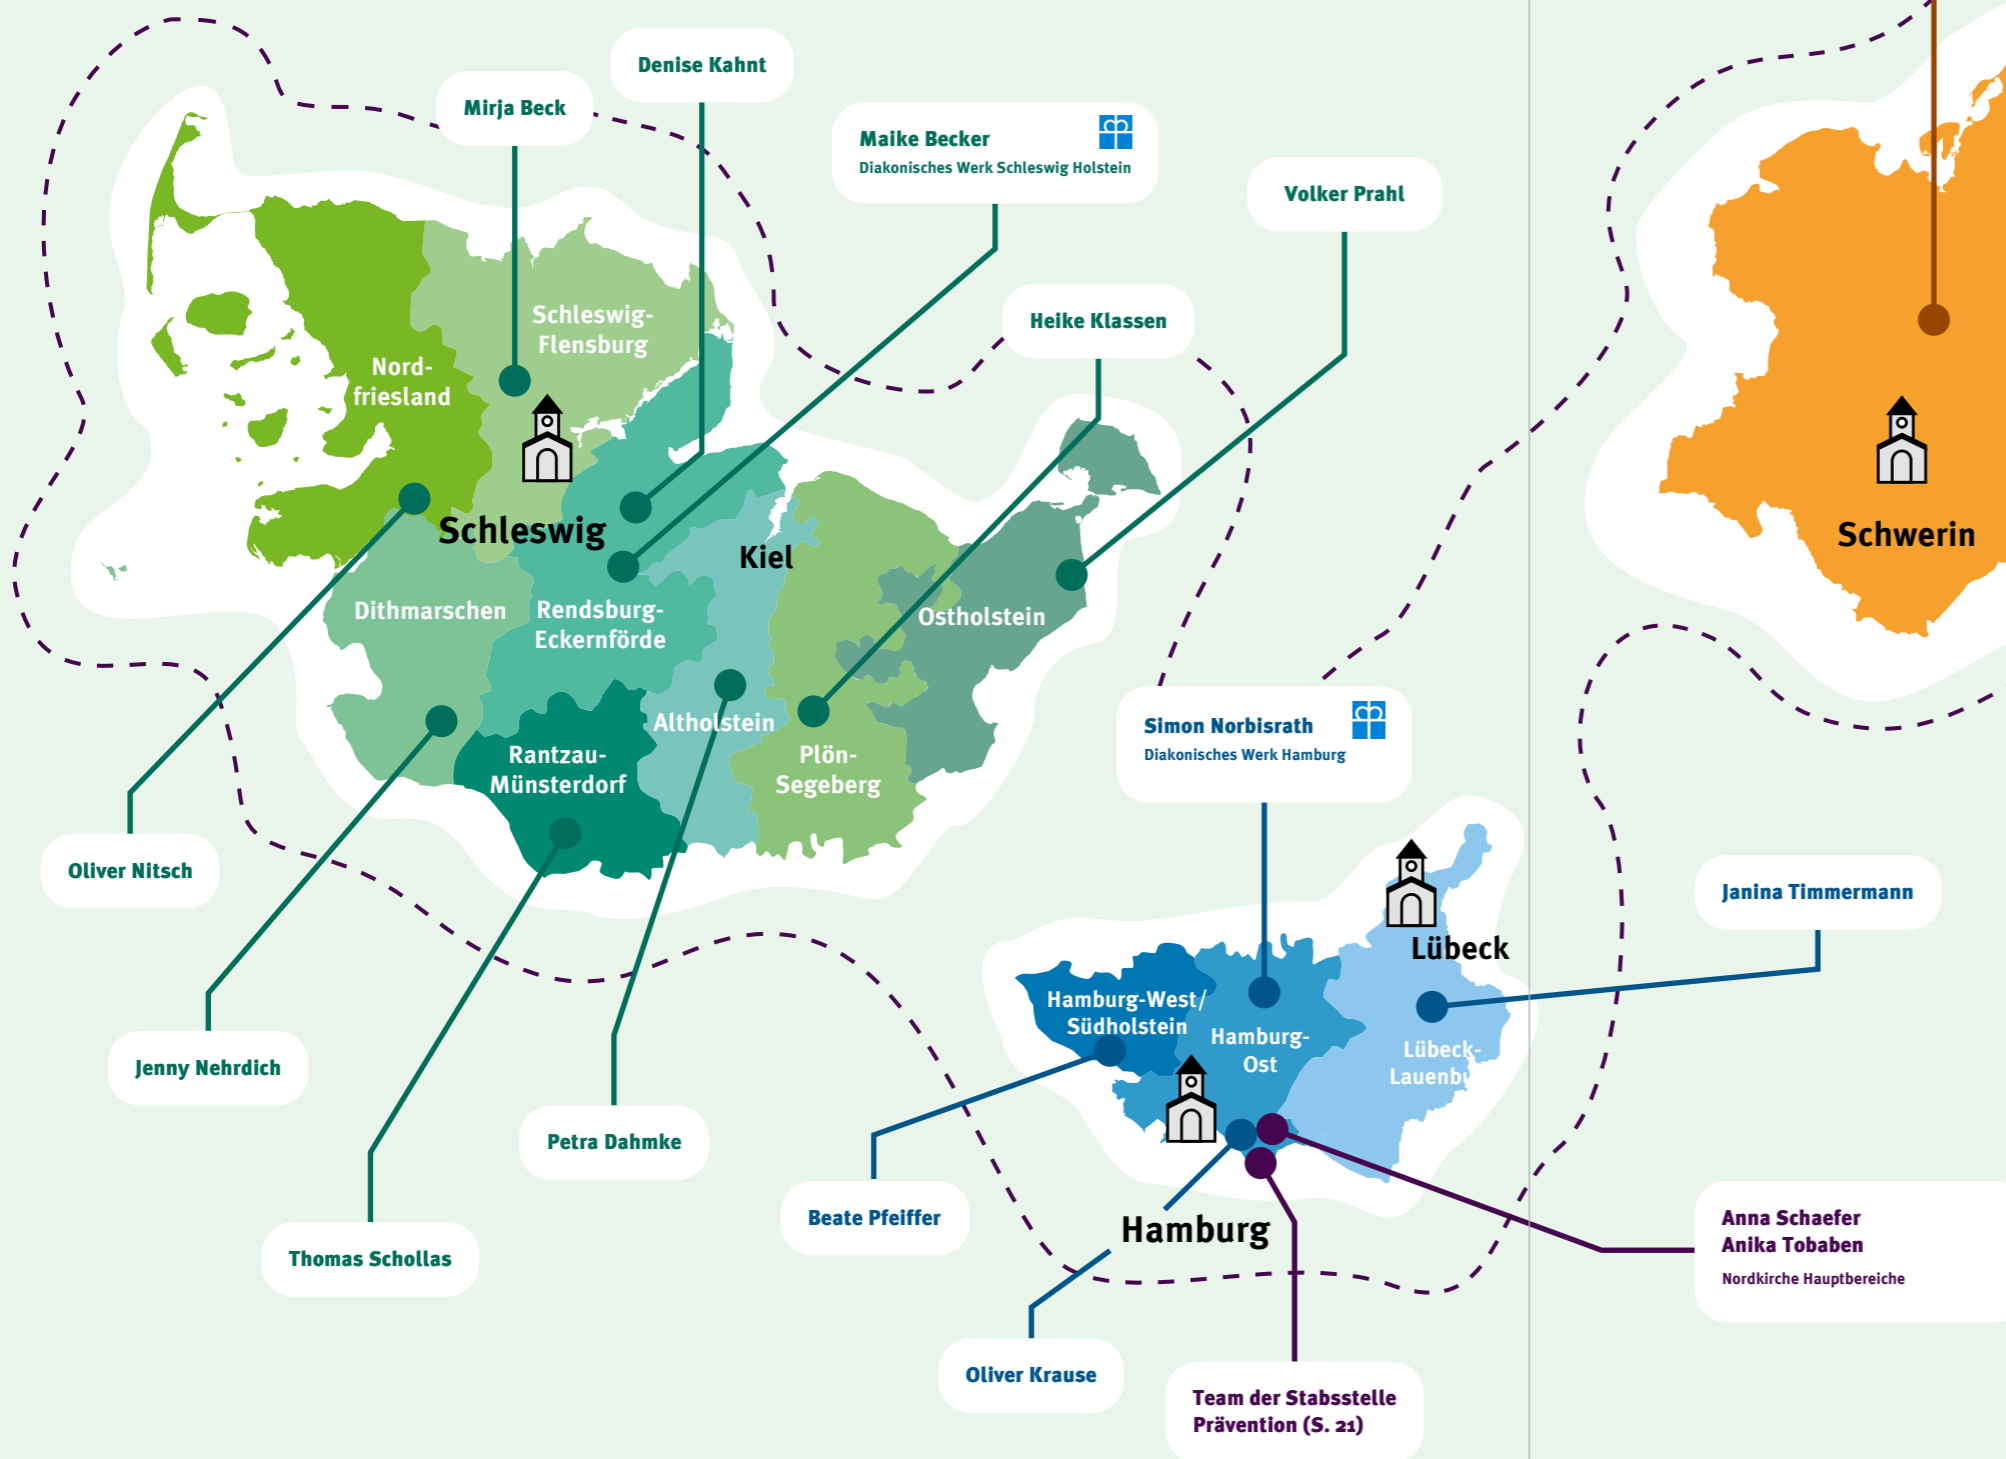 Denise Kahnt
Mirja Beck
Maike Becker
Diakonisches Werk Schleswig Holstein
Volker Prahl
Heike Klassen
Schleswig-
Flensburg
Nord-
friesland
Schleswig
Kiel
Schwerin
Dithmarschen
Rendsburg-
Eckernförde
Ostholstein
Altholstein
Rantzau-
Münsterdorf
Plön-
Segeberg
Simon Norbisrath
Diakonisches Werk Hamburg
Oliver Nitsch
Janina Timmermann
Lübeck
Hamburg-West/
Südholstein
Hamburg-
Ost
Lübeck-
Jenny Nehrdich
Petra Dahmke
Beate Pfeiffer
Hamburg
Anna Schaefer
Anika Tobaben
Nordkirche Hauptbereiche
Thomas Schollas
Oliver Krause
Team der Stabsstelle
Prävention (S. 21)